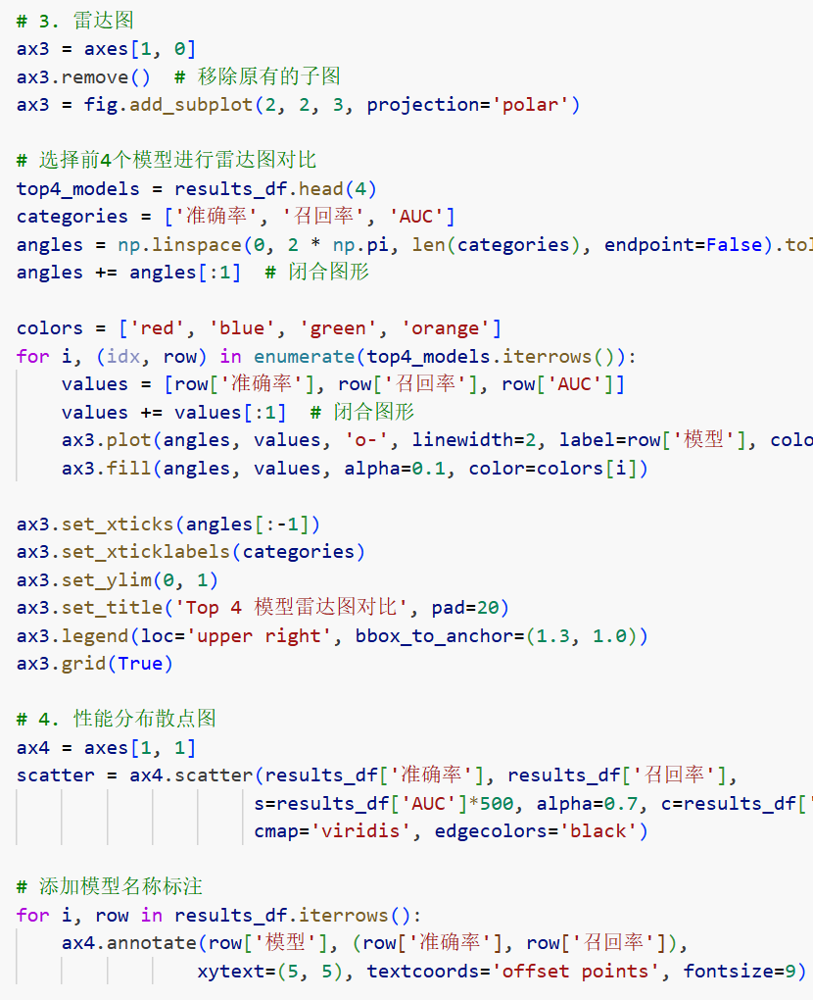 # 3. 雷达图
ax3 = axes[1, 0]
ax3.remove()  # 移除原有的子图
ax3 = fig.add_subplot(2, 2, 3, projection='polar')
# 选择前4个模型进行雷达图对比
top4_models = results_df.head(4)
categories = ['准确率', '召回率', 'AUC']
angles = np.linspace(0, 2 * np.pi, len(categories), endpoint=False).tol
angles += angles[:1]  # 闭合图形
colors = ['red', 'blue', 'green', 'orange']
for i, (idx, row) in enumerate(top4_models.iterrows()):
    values = [row['准确率'], row['召回率'], row['AUC']]
    values += values[:1]  # 闭合图形
    ax3.plot(angles, values, 'o-', linewidth=2, label=row['模型'], colo
    ax3.fill(angles, values, alpha=0.1, color=colors[i])
ax3.set_xticks(angles[:-1])
ax3.set_xticklabels(categories)
ax3.set_ylim(0, 1)
ax3.set_title('Top 4 模型雷达图对比', pad=20)
ax3.legend(loc='upper right', bbox_to_anchor=(1.3, 1.0))
ax3.grid(True)
# 4. 性能分布散点图
ax4 = axes[1, 1]
scatter = ax4.scatter(results_df['准确率'], results_df['召回率'],
                     s=results_df['AUC']*500, alpha=0.7, c=results_df['
                     cmap='viridis', edgecolors='black')
# 添加模型名称标注
for i, row in results_df.iterrows():
    ax4.annotate(row['模型'], (row['准确率'], row['召回率']),
                xytext=(5, 5), textcoords='offset points', fontsize=9)